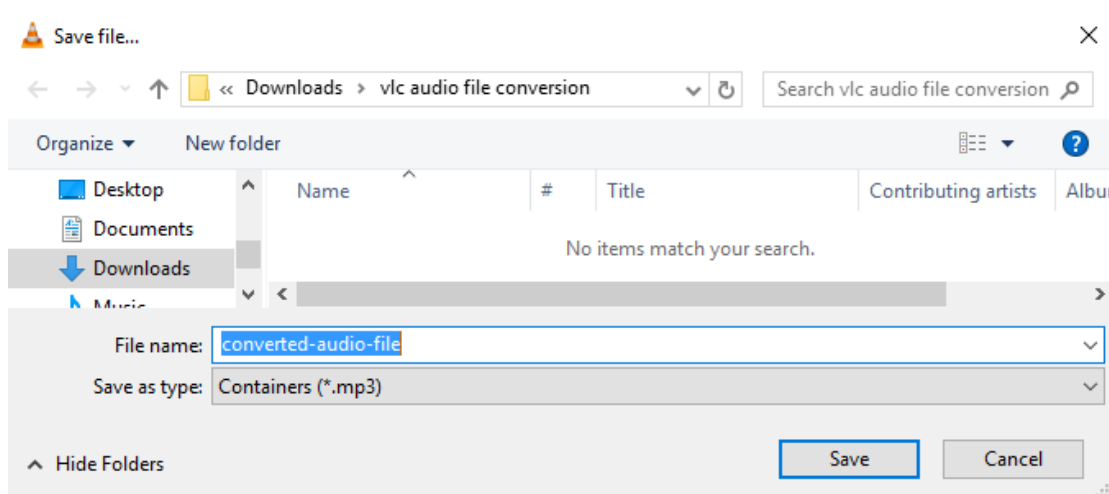 Save file...
« Downloads > vlc audio file conversion
Search vlc audio file conversion
Organize
New folder
Name
#
Title
Contributing artists
Desktop
Documents
Downloads
No items match your search.
File name:
converted-audio-file
Save as type:
Containers (*.mp3)
Hide Folders
Save
Cancel